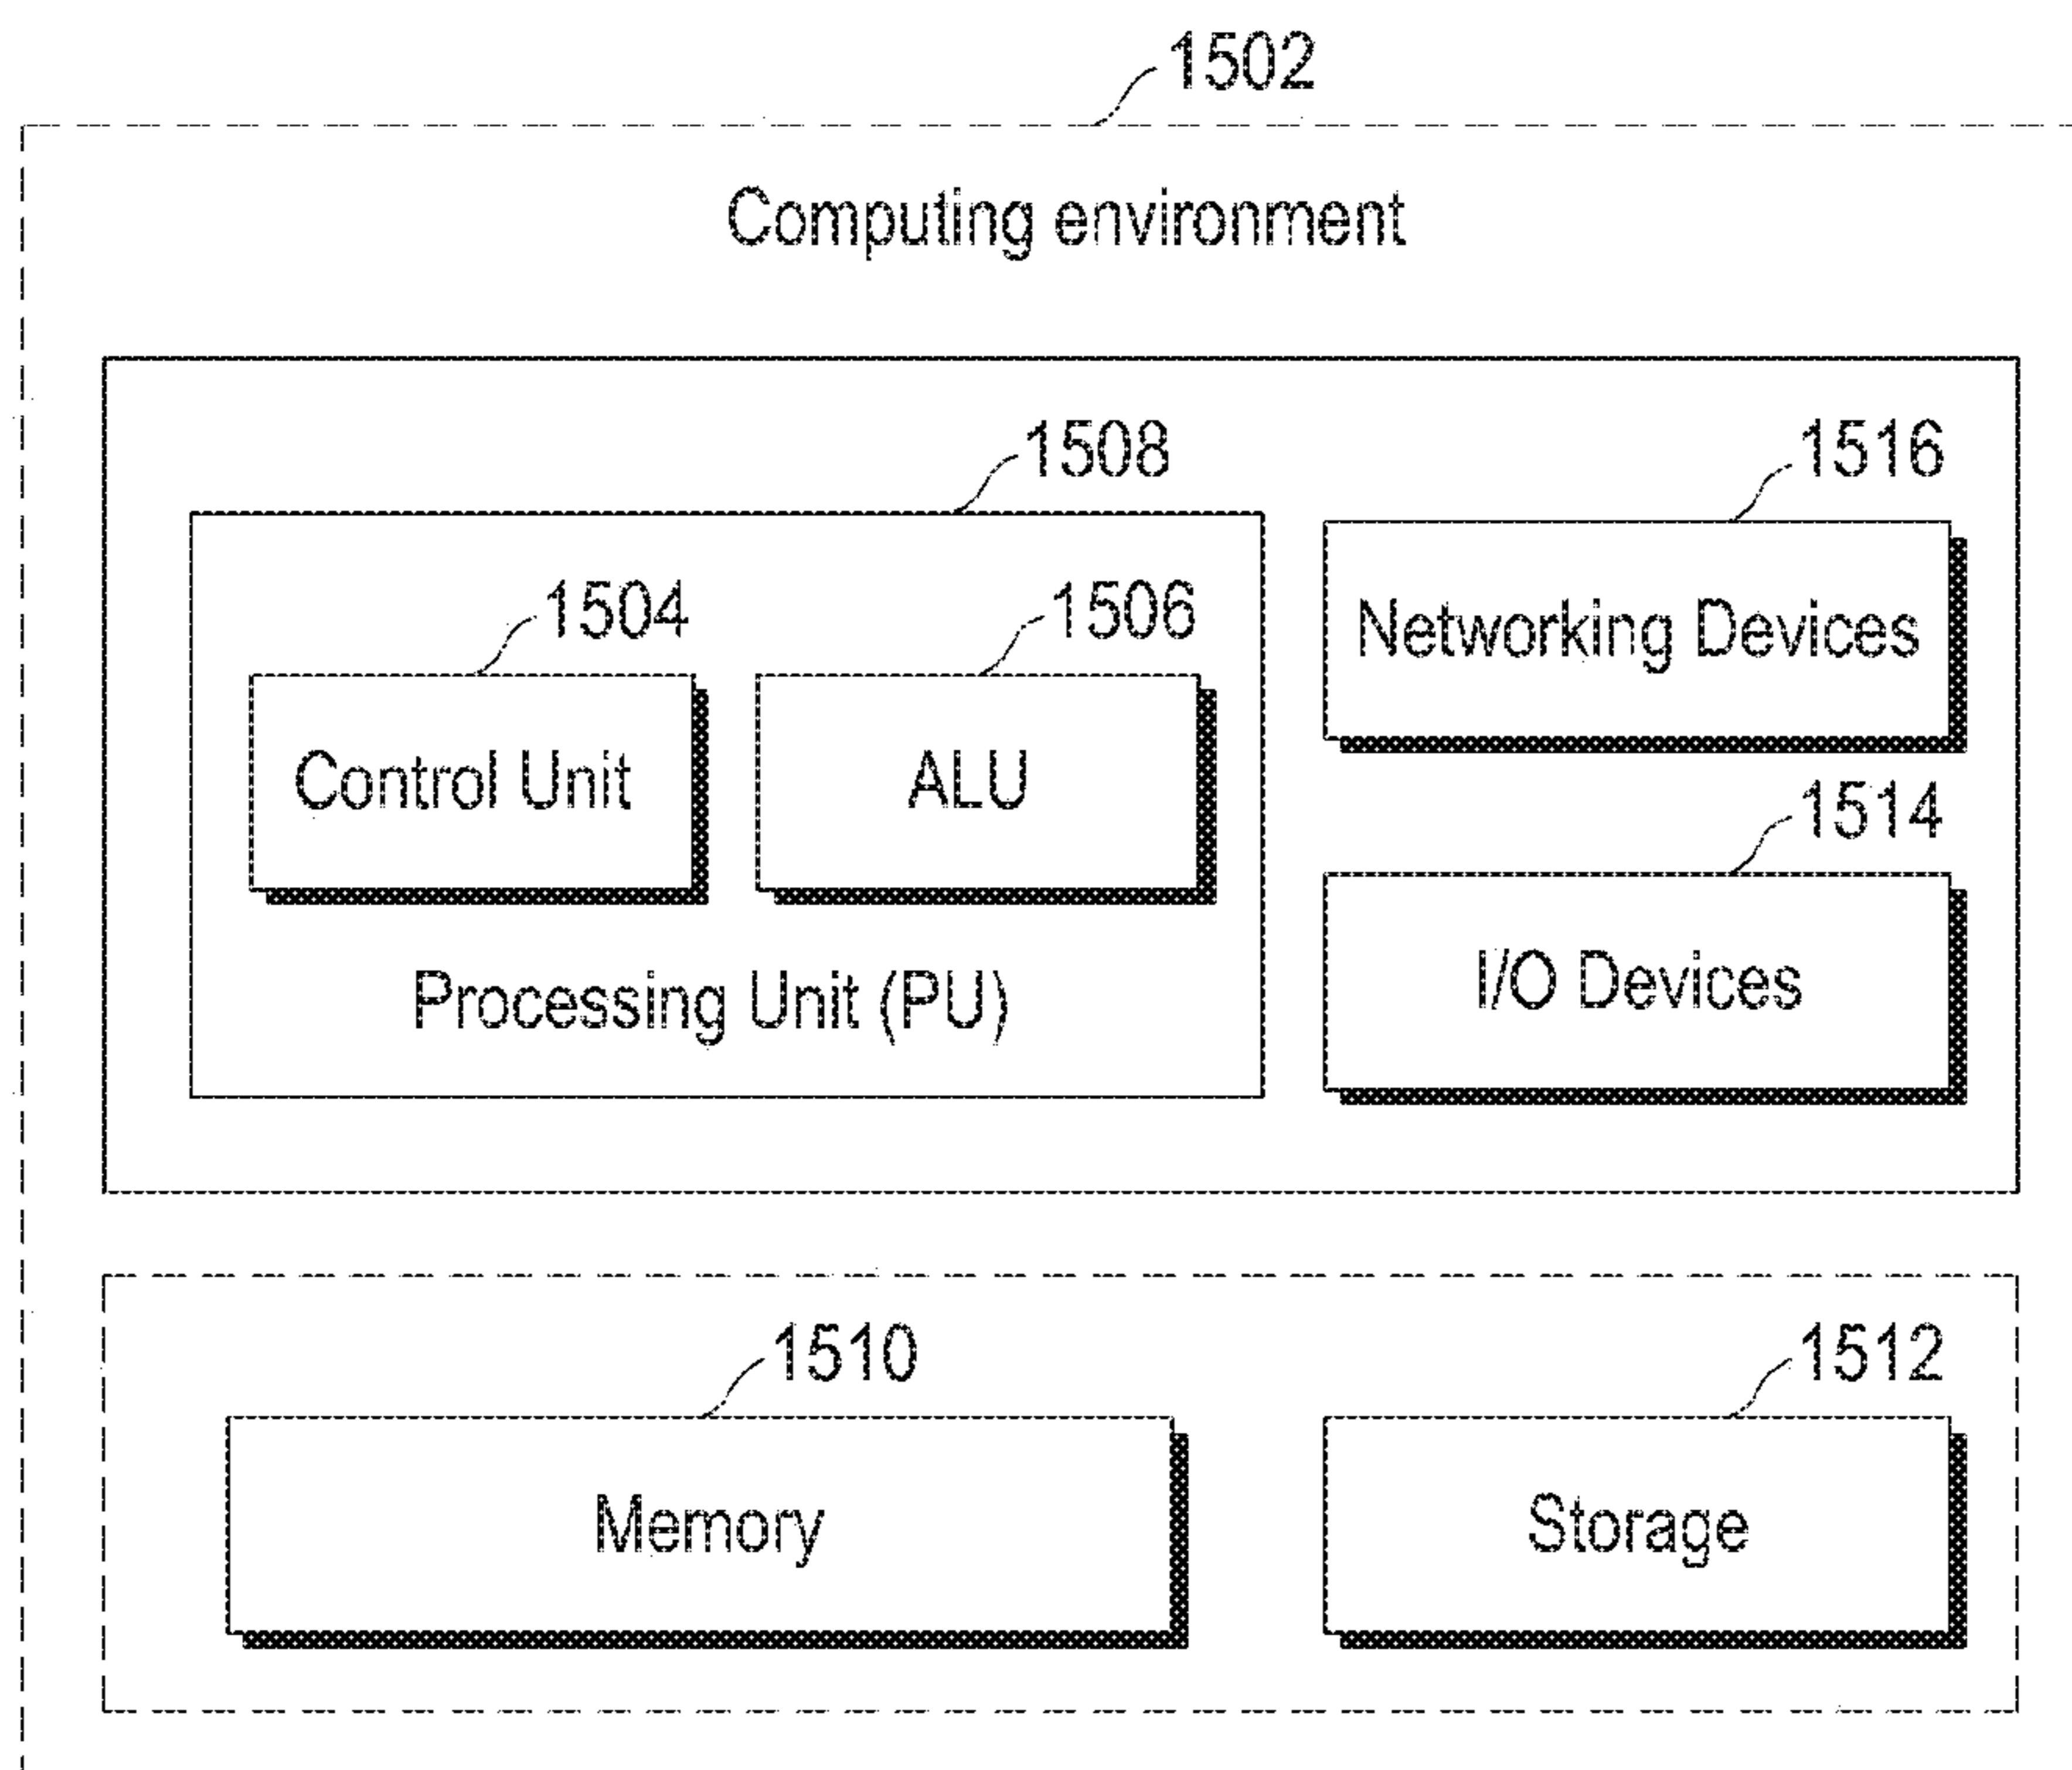 1502
Computing environment
1508
1516
1504
1506
Networking Devices
Control Unit
ALU
1514
Processing Unit (PU)
I/O Devices
1510
1512
Memory
Storage